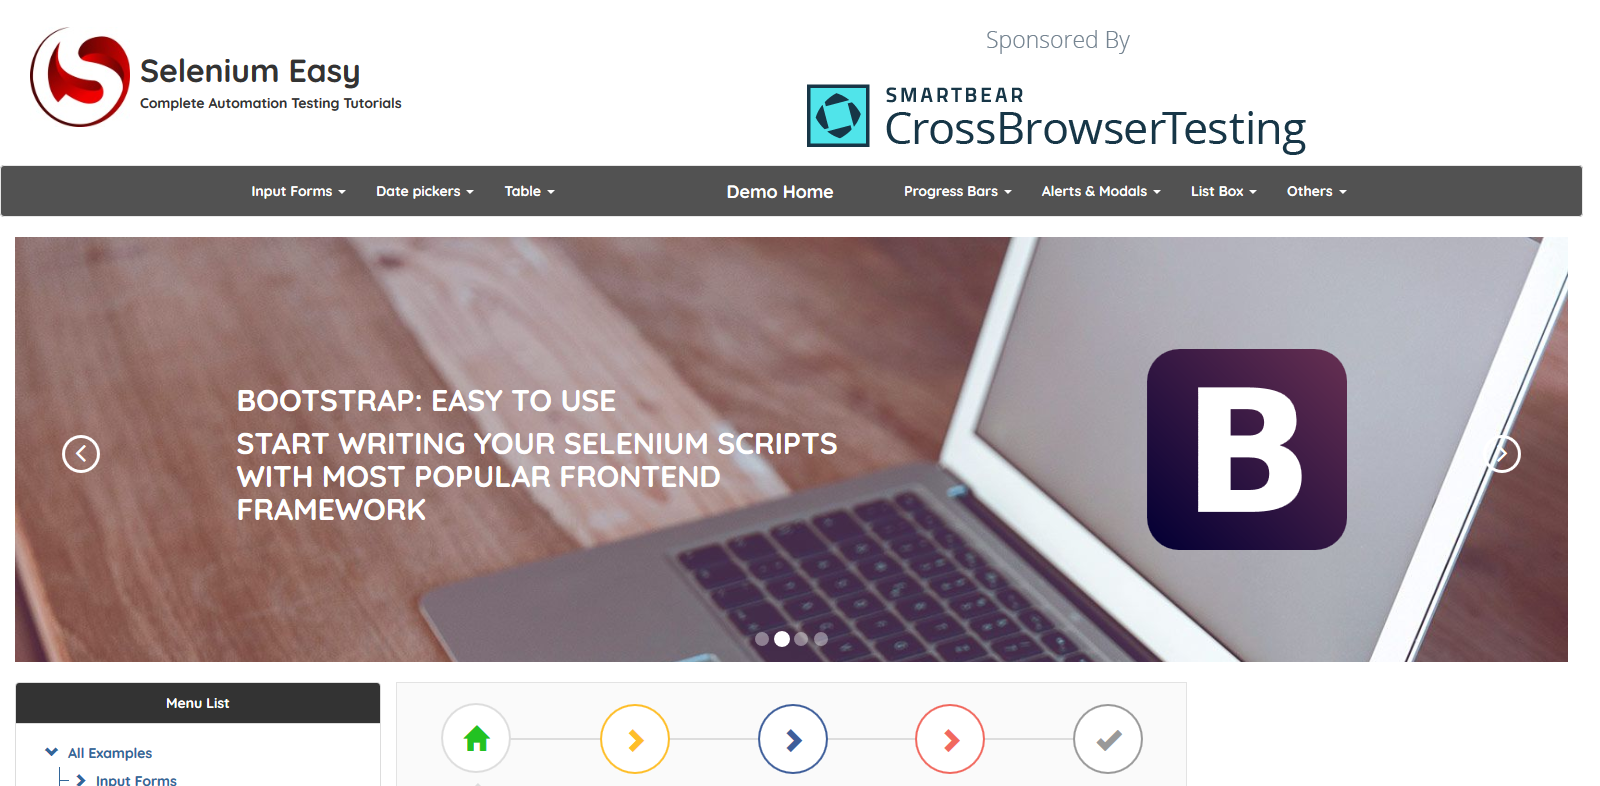 Selenium Easy
Complete Automation Testing Tutorials
Sponsored By
SMARTBEAR
CrossBrowserTesting
Input Forms
Date pickers
Table
Demo Home
Progress Bars
Alerts & Modals
List Box
Others
BOOTSTRAP: EASY TO USE
START WRITING YOUR SELENIUM SCRIPTS
WITH MOST POPULAR FRONTEND
FRAMEWORK
B
Menu List
All Examples
Input Forms